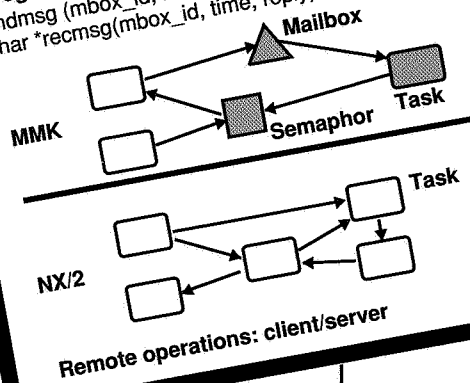 ndmsg (mbox_id,
har *recmsg(mbox_id, time, reply)
Mailbox
Task
MMK
Semaphor
Task
NX/2
Remote operations: client/server